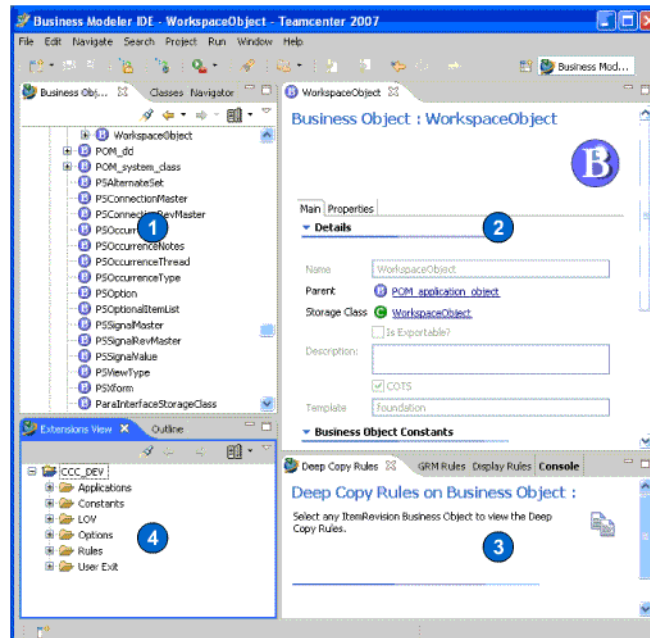 Business Modeler IDE - WorkspaceObject - Teamcenter 2007
File Edit Navigate Search Project Run Window Help
Business Mod...
Business Obj... Classes Navigator
WorkspaceObject
POM_dd
POM_system_class
PSAlternateSet
PSConnectionMaster
PSConnectionRevMaster
PSOccurr
PSOccurrenceNotes
PSOccurrenceThread
PSOccurrenceType
PSOption
PSOptionalItemList
PSSignalMaster
PSSignalRevMaster
PSSignalValue
PSViewType
PSXform
ParaInterfaceStorageClass
1
WorkspaceObject
Business Object : WorkspaceObject
B
Main Properties
2
Details
Name WorkspaceObject
Parent POM_application_object
Storage Class WorkspaceObject
Is Exportable?
Description:
COTS
Template foundation
Business Object Constants
Extensions View Outline
CCC_DEV
Applications
Constants
LOV
Options
Rules
User Exit
4
Deep Copy Rules GRM Rules Display Rules Console
Deep Copy Rules on Business Object :
Select any ItemRevision Business Object to view the Deep
Copy Rules.
3